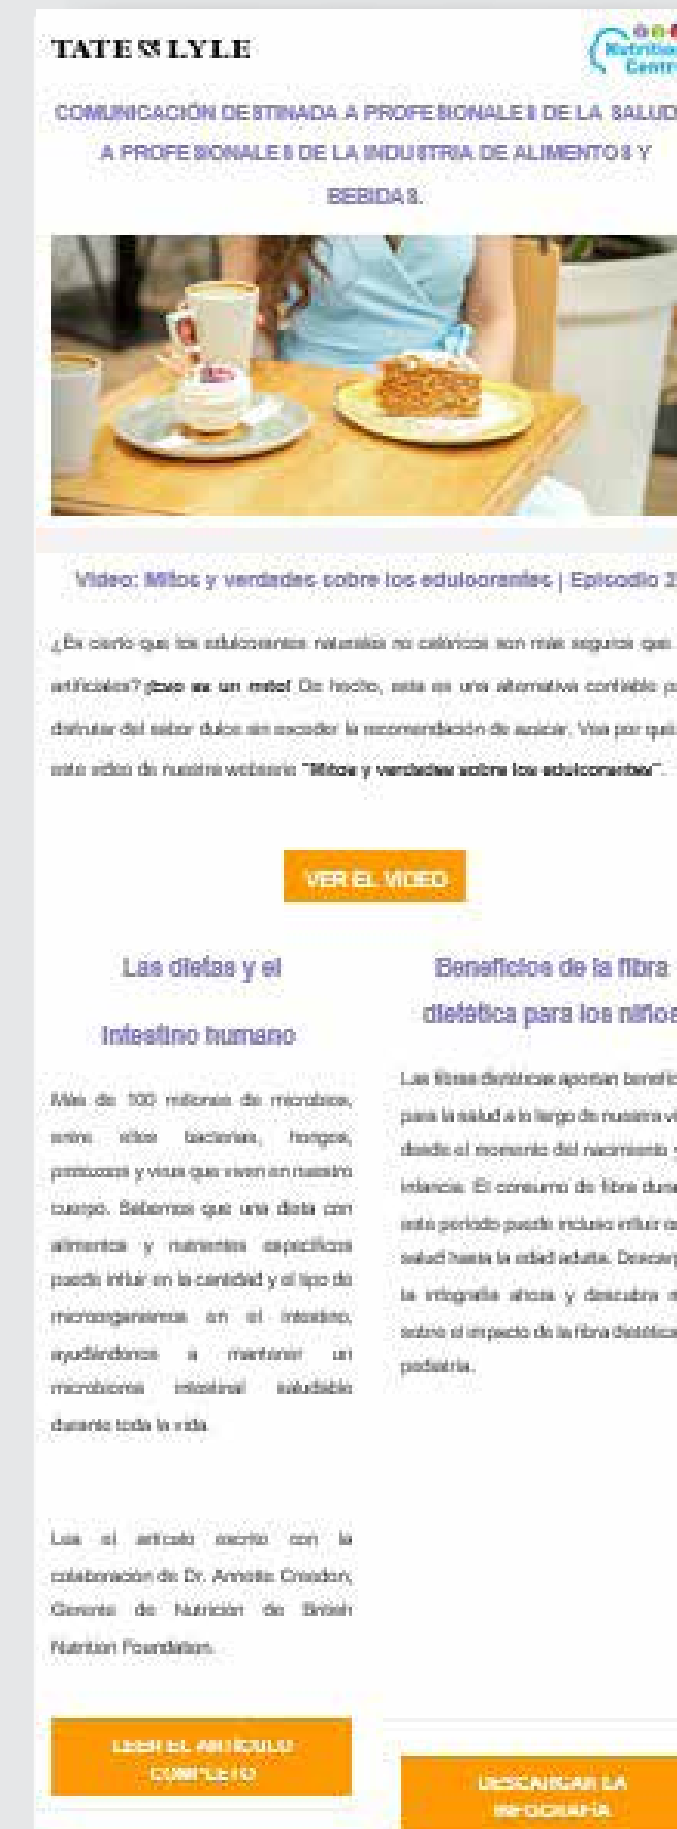 TATE & LYLE
Nutrition
Centre
COMUNICACIÓN DESTINADA A PROFESIONALES DE LA SALUD
A PROFESIONALES DE LA INDUSTRIA DE ALIMENTOS Y
BEBIDAS.
Video: Mitos y verdades sobre los edulcorantes | Episodio
¿Es cierto que los edulcorantes naturales no calóricos son más seguros que
artificiales? ¡Eso es un mito! De hecho, esta es una alternativa confiable
disfrutar del sabor dulce sin exceder la recomendación de azúcar. Vea por qué
este video de nuestra webserie "Mitos y verdades sobre los edulcorantes".
VER EL VIDEO
Las dietas y el
intestino humano
Más de 100 millones de microbios,
entre ellos bacterias, hongos,
protozoos y virus que viven en nuestro
cuerpo. Sabemos que una dieta con
alimentos y nutrientes específicos
puede influir en la cantidad y el tipo de
microorganismos en el intestino,
ayudándonos a mantener un
microbioma intestinal saludable
durante toda la vida.
Lea el artículo escrito con la
colaboración de Dr. Annette Creedon,
Gerente de Nutrición de British
Nutrition Foundation.
LEER EL ARTÍCULO
COMPLETO
Beneficios de la fibra
dietética para los niños
Las fibras dietéticas aportan
para la salud a lo largo de nuestra
desde el momento del nacimiento
infancia. El consumo de fibra
este período puede incluso influir
salud hasta la edad adulta.
la infografía ahora y descubra
sobre el impacto de la fibra dietética
pediatría.
DESCARGAR LA
INFOGRAFÍA